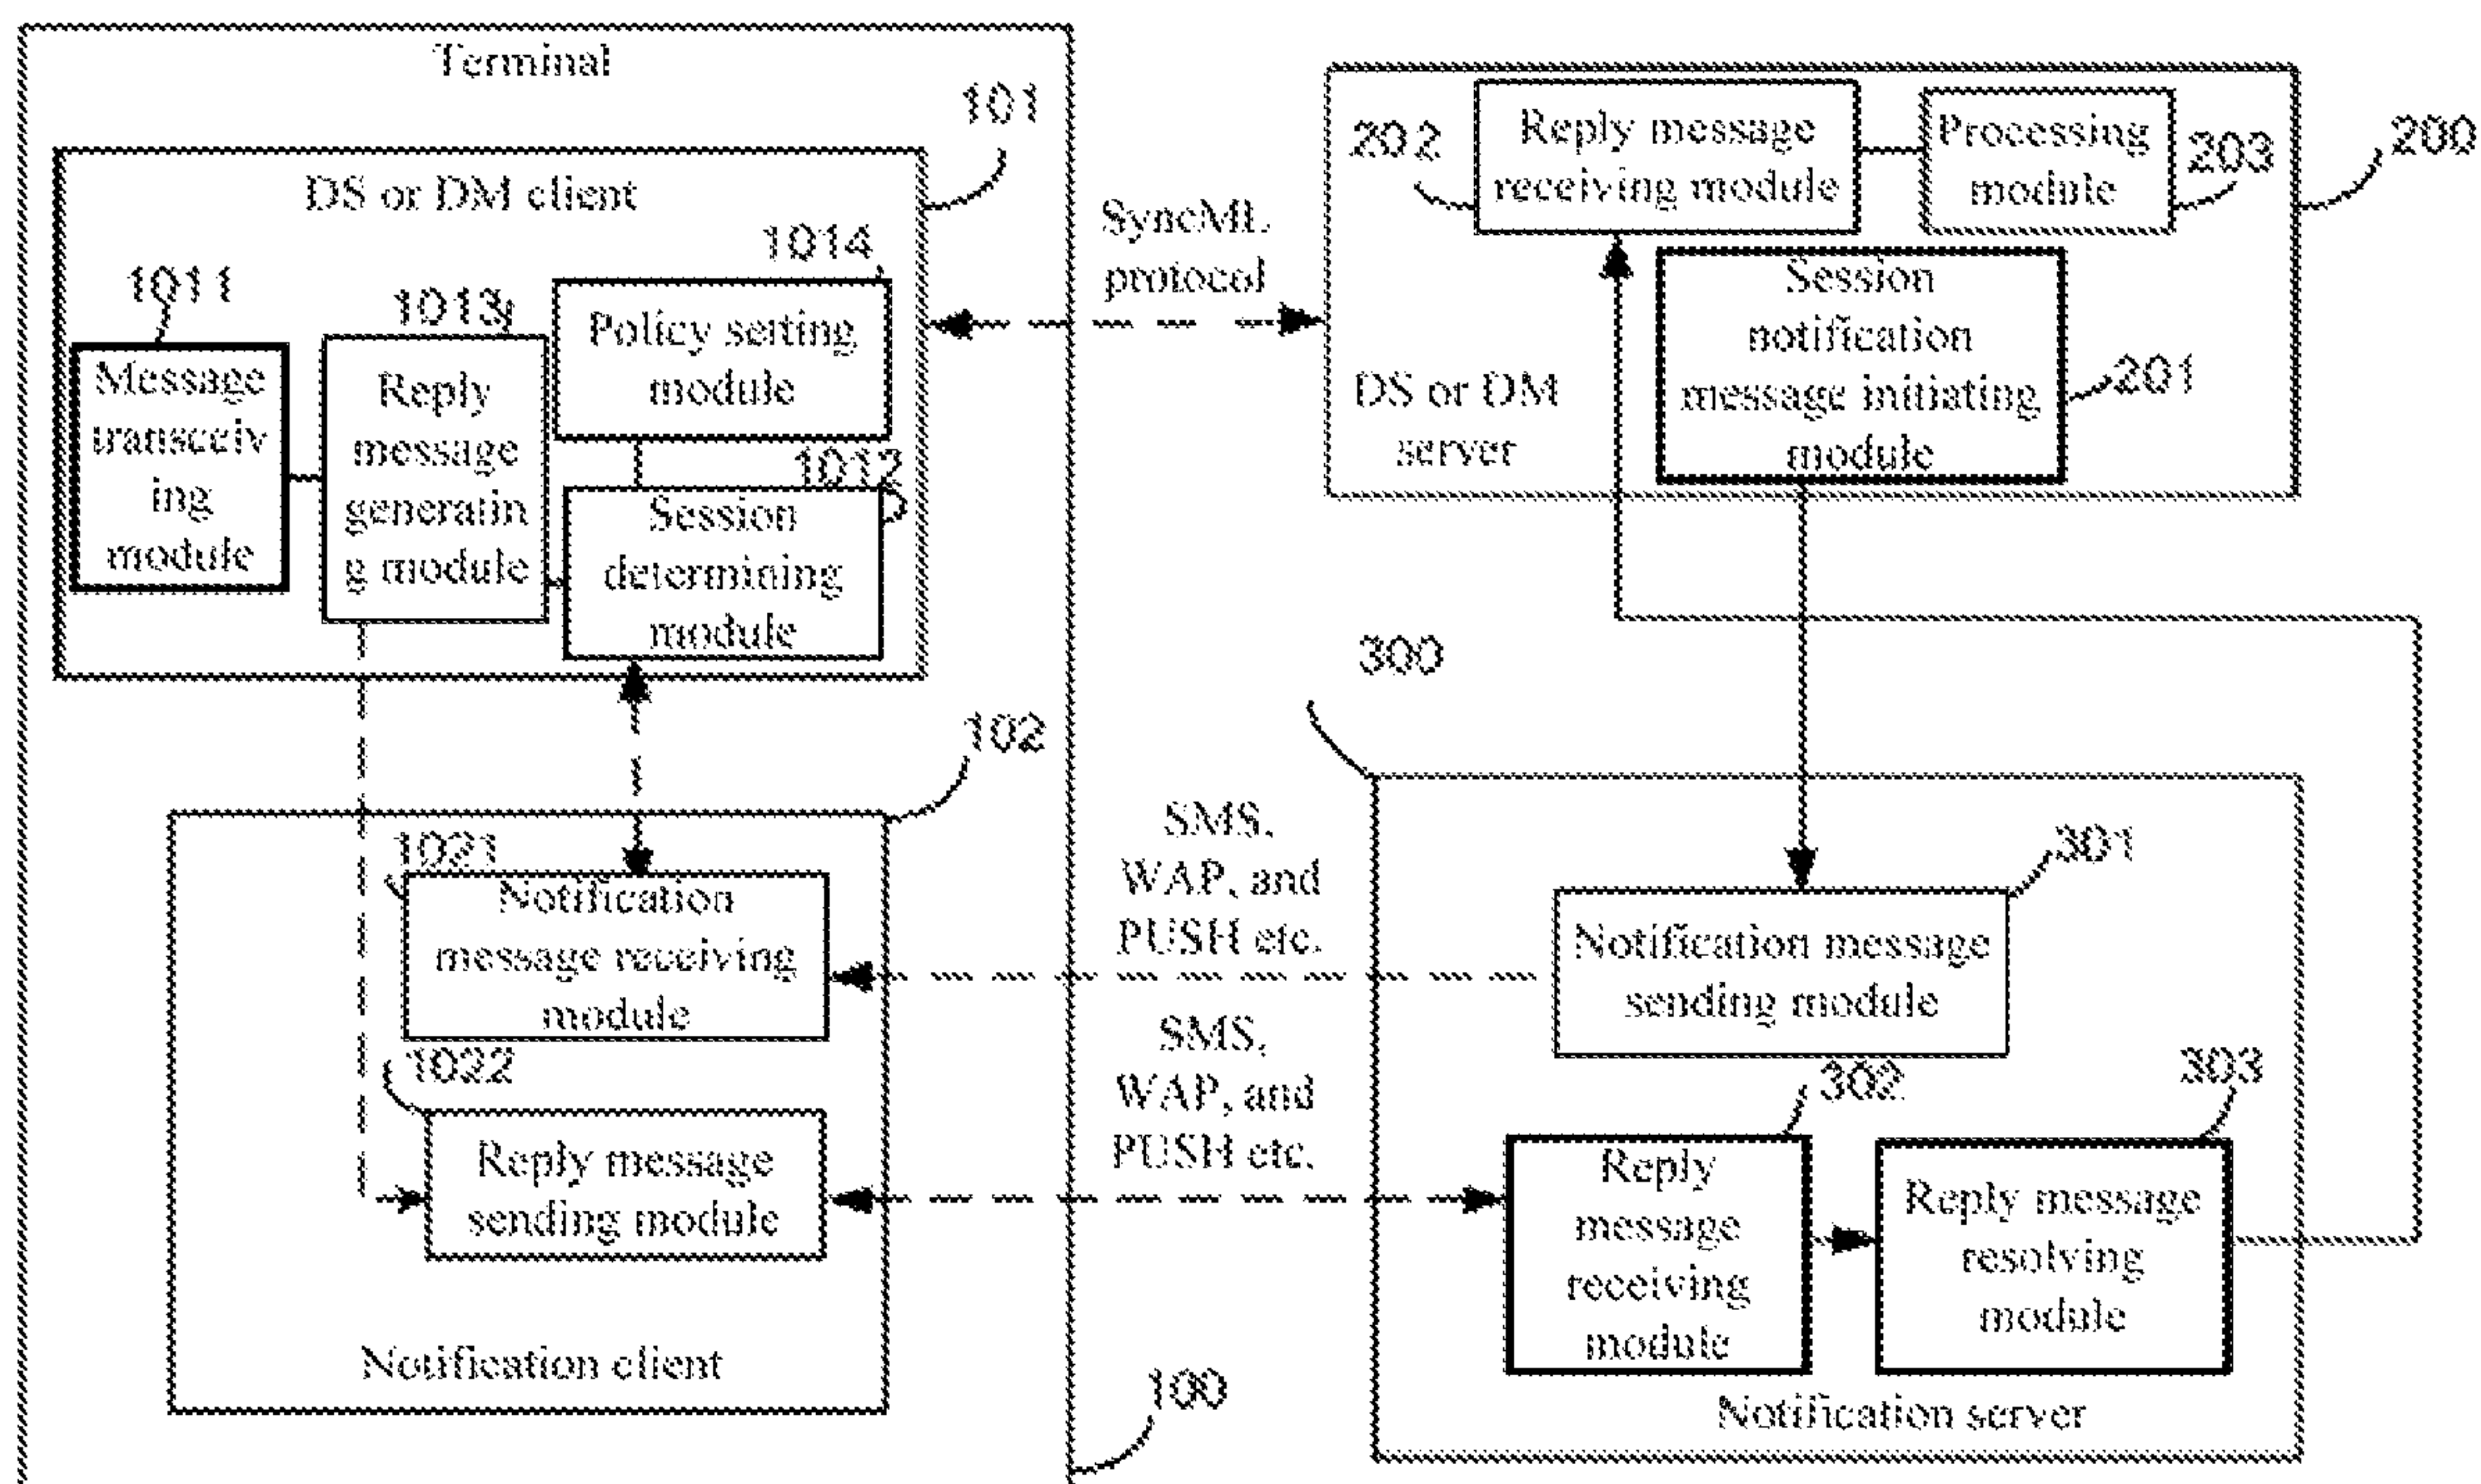 Terminal
101
DS or DM client
1014
1011
1013
Policy setting
module
Message
transceiv
ing
module
Reply
message
generatin
g module
1012
Session
determining
module
SyncML
protocol
202
Reply message
receiving module
Processing
module
203
200
Session
notification
message initiating
module
201
DS or DM
server
300
102
1021
Notification
message receiving
module
1022
Reply message
sending module
Notification client
100
SMS,
WAP, and
PUSH etc.
SMS,
WAP, and
PUSH etc.
301
Notification message
sending module
302
303
Reply
message
receiving
module
Reply message
resolving
module
Notification server